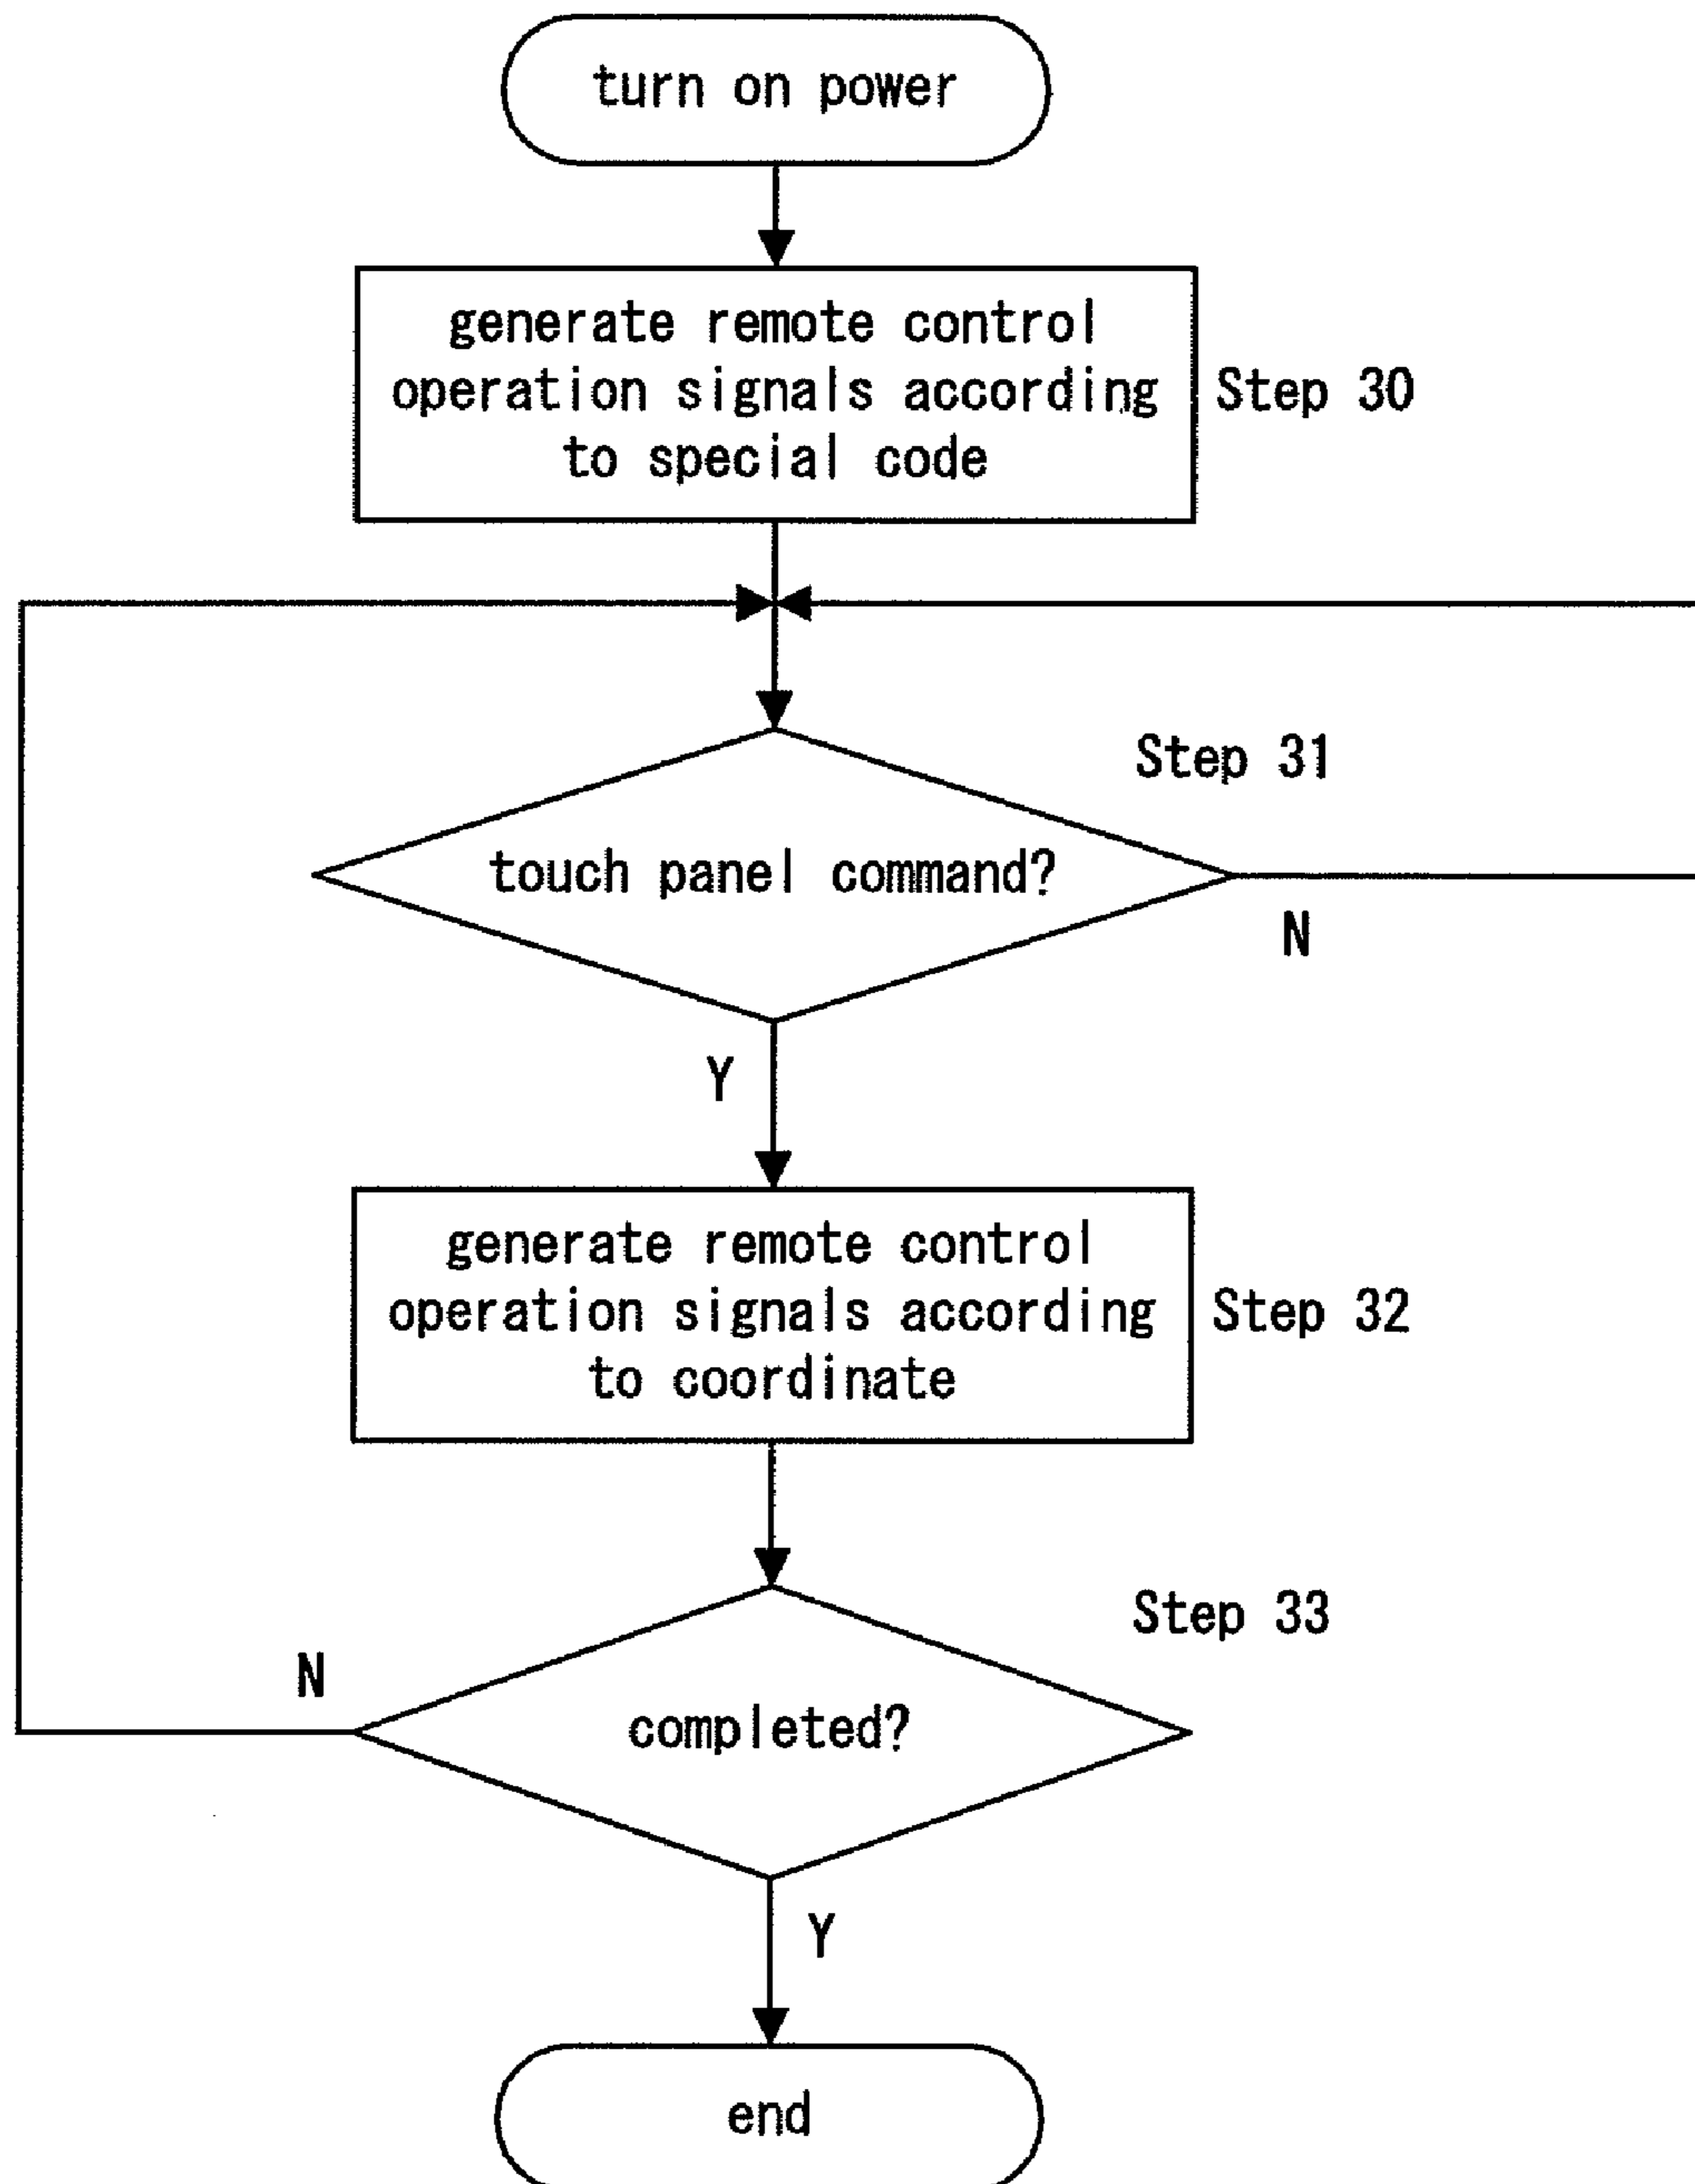 turn on power
generate remote control
operation signals according
to special code
Step 30
Step 31
touch panel command?
N
Y
generate remote control
operation signals according
to coordinate
Step 32
Step 33
N
completed?
Y
end